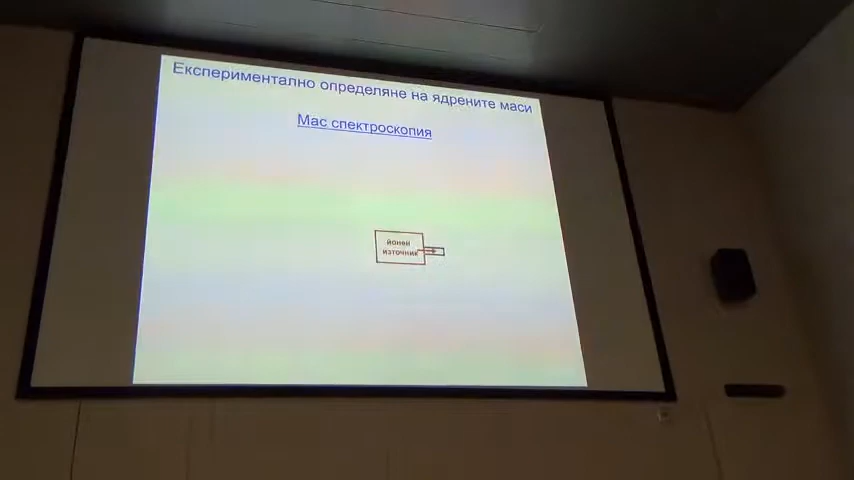 Експериментално определяне на ядрените маси
Мас спектроскопия
йонен
източник